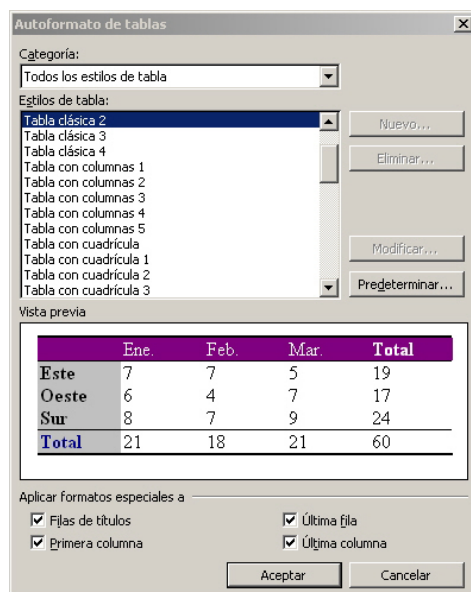 Autoformato de tablas
Categoría:
Todos los estilos de tabla
Estilos de tabla:
Tabla clásica 2
Tabla clásica 3
Tabla clásica 4
Tabla con columnas 1
Tabla con columnas 2
Tabla con columnas 3
Tabla con columnas 4
Tabla con columnas 5
Tabla con cuadrícula
Tabla con cuadrícula 1
Tabla con cuadrícula 2
Tabla con cuadrícula 3
Nuevo...
Eliminar...
Modificar...
Predeterminar...
Vista previa
Ene. Feb. Mar. Total
Este 7 7 5 19
Oeste 6 4 7 17
Sur 8 7 9 24
Total 21 18 21 60
Aplicar formatos especiales a
Filas de títulos Última fila
Primera columna Última columna
Aceptar Cancelar